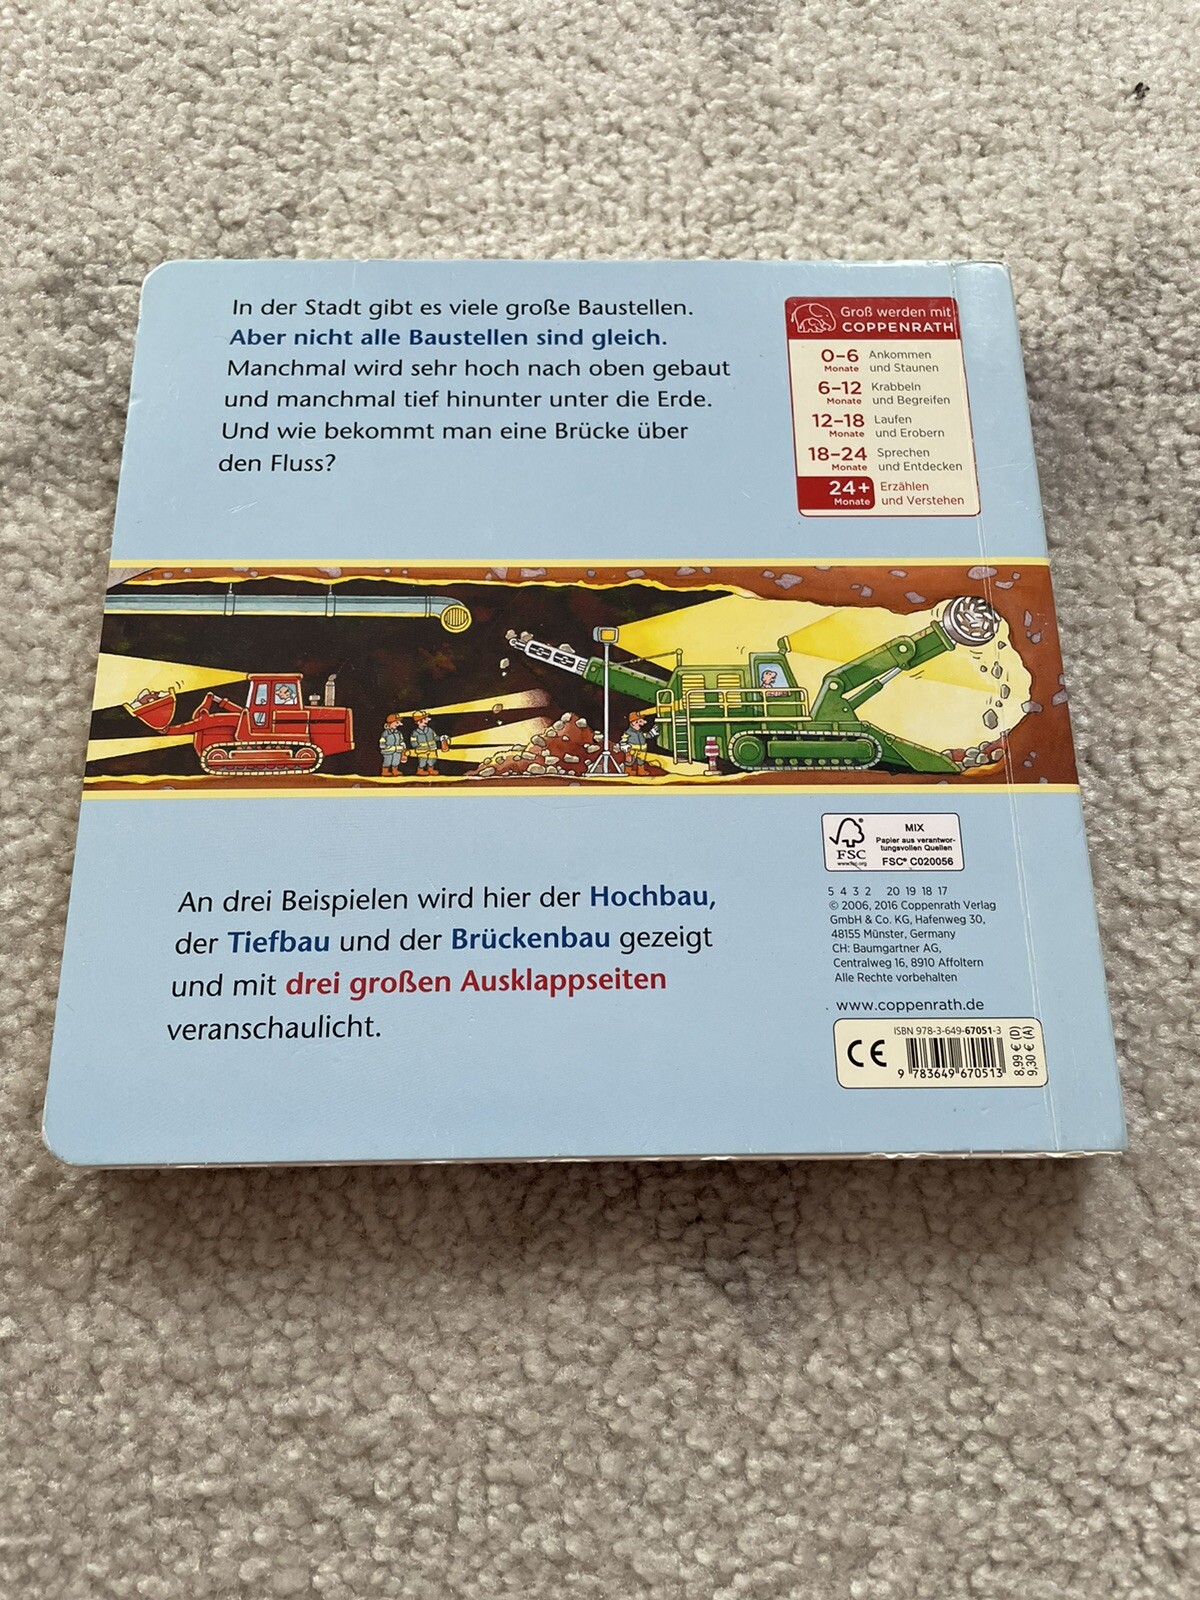 In der Stadt gibt es viele große Baustellen.
Aber nicht alle Baustellen sind gleich.
Manchmal wird sehr hoch nach oben gebaut
und manchmal tief hinunter unter die Erde.
Und wie bekommt man eine Brücke über
den Fluss?
Groß werden mit
COPPENRATH
0–6 Monate Ankommen
und Staunen
6–12 Monate Krabbeln
und Begreifen
12–18 Monate Laufen
und Erobern
18–24 Monate Sprechen
und Entdecken
24+ Monate Erzählen
und Verstehen
An drei Beispielen wird hier der Hochbau,
der Tiefbau und der Brückenbau gezeigt
und mit drei großen Ausklappseiten
veranschaulicht.
FSC
www.fsc.org
MIX
Papier aus verantwor-
tungsvollen Quellen
FSC® C020056
5 4 3 2 20 19 18 17
© 2006, 2016 Coppenrath Verlag
GmbH & Co. KG, Hafenweg 30,
48155 Münster, Germany
CH: Baumgartner AG,
Centralweg 16, 8910 Affoltern
Alle Rechte vorbehalten
www.coppenrath.de
CE
ISBN 978-3-649-67051-3
9 783649 670513
8,99 € (D)
9,30 € (A)